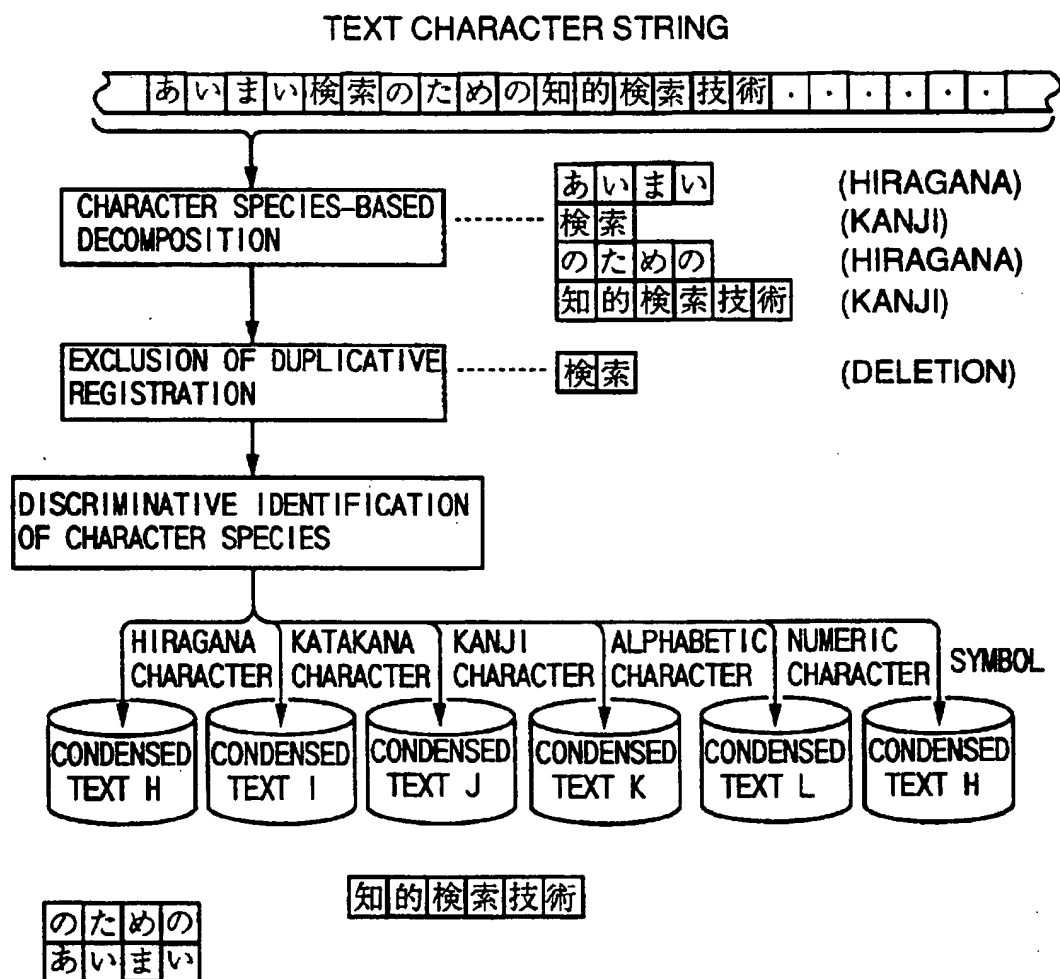 TEXT CHARACTER STRING
あいまい検索のための知的検索技術・・・・・・
CHARACTER SPECIES-BASED
DECOMPOSITION
あいまい (HIRAGANA)
検索 (KANJI)
のための (HIRAGANA)
知的検索技術 (KANJI)
EXCLUSION OF DUPLICATIVE
REGISTRATION
検索 (DELETION)
DISCRIMINATIVE IDENTIFICATION
OF CHARACTER SPECIES
HIRAGANA CHARACTER
KATAKANA CHARACTER
KANJI CHARACTER
ALPHABETIC CHARACTER
NUMERIC CHARACTER
SYMBOL
CONDENSED TEXT H
CONDENSED TEXT I
CONDENSED TEXT J
CONDENSED TEXT K
CONDENSED TEXT L
CONDENSED TEXT H
知的検索技術
のための
あいまい